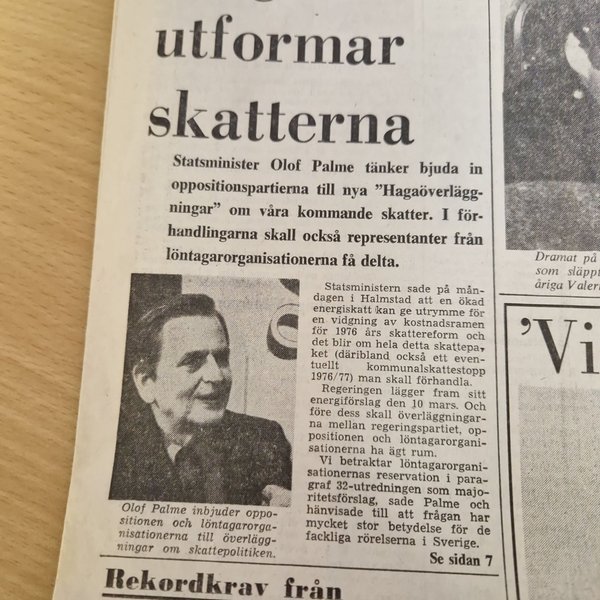 utformar
skatterna
Statsminister Olof Palme tänker bjuda in
oppositionspartierna till nya ”Hagaöverlägg-
ningar” om våra kommande skatter. I för-
handlingarna skall också representanter från
löntagarorganisationerna få delta.
Statsministern sade på mån-
dagen i Halmstad att en ökad
energiskatt kan ge utrymme för
en vidgning av kostnadsramen
för 1976 års skattereform och
det blir om hela detta skattepa-
ket (däribland också ett even-
tuellt kommunalskattestopp
1976/77) man skall förhandla.
Regeringen lägger fram sitt
energiförslag den 10 mars. Och
före dess skall överläggningar-
na mellan regeringspartiet, op-
positionen och löntagarorgani-
sationerna ha ägt rum.
Vi betraktar löntagarorgani-
sationernas reservation i para-
graf 32-utredningen som majo-
ritetsförslag, sade Palme och
hänvisade till att frågan har
mycket stor betydelse för de
fackliga rörelserna i Sverige.
Se sidan 7
Olof Palme inbjuder oppo-
sitionen och löntagarorga-
nisationerna till överlägg-
ningar om skattepolitiken.
Rekordkrav från
Dramat på
som släppt
åriga Valeri
’Vi